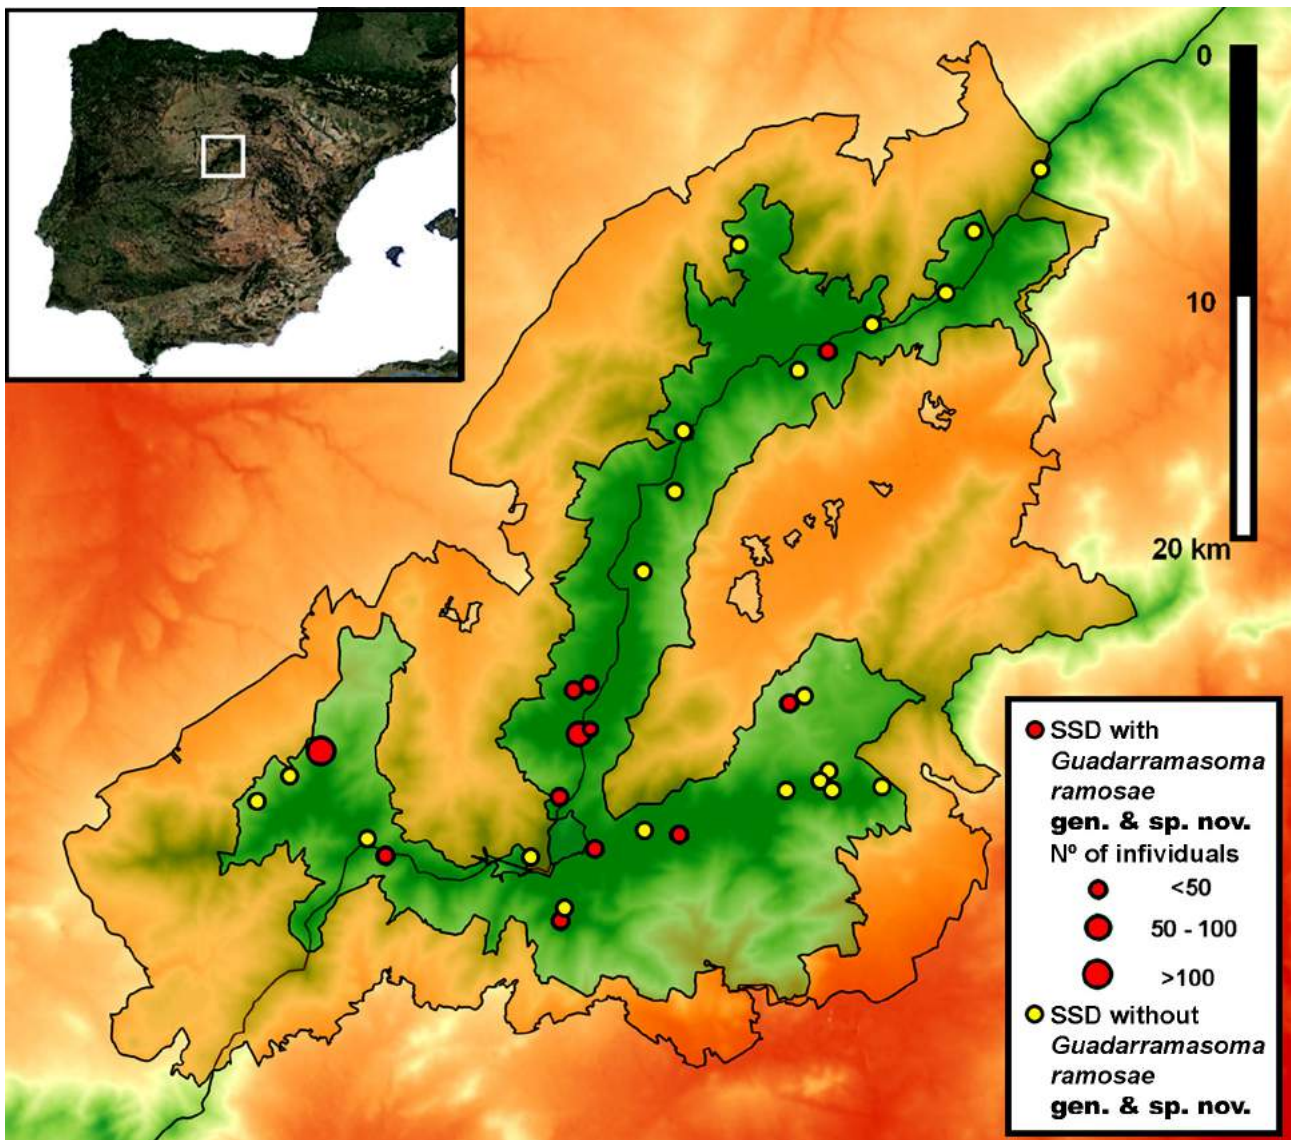 0
10
20 km
SSD with
Guadarramasoma
ramosae
gen. & sp. nov.
Nº of infividuals
<50
50 - 100
>100
SSD without
Guadarramasoma
ramosae
gen. & sp. nov.